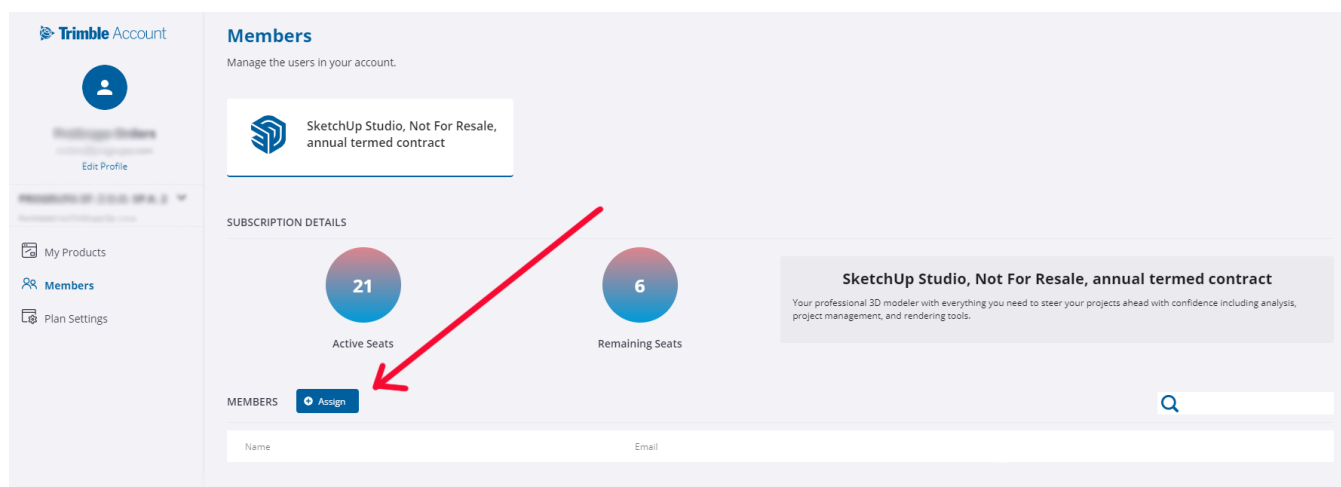 Trimble Account
Edit Profile
My Products
Members
Plan Settings
Members
Manage the users in your account.
SketchUp Studio, Not For Resale,
annual termed contract
SUBSCRIPTION DETAILS
21
Active Seats
6
Remaining Seats
SketchUp Studio, Not For Resale, annual termed contract
Your professional 3D modeler with everything you need to steer your projects ahead with confidence including analysis,
project management, and rendering tools.
MEMBERS
Assign
Name Email